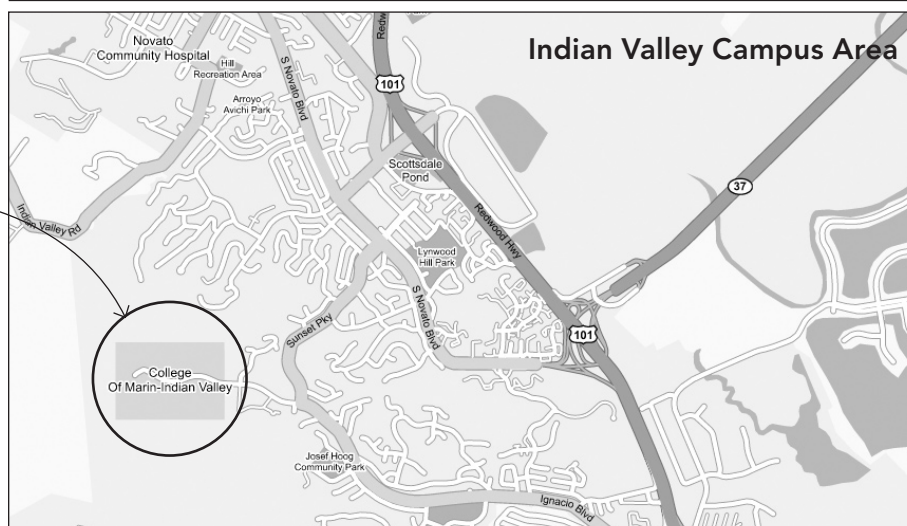 Indian Valley Campus Area
Novato
Community Hospital
Hill
Recreation Area
Arroyo
Avichi Park
S Novato Blvd
101
Scottsdale
Pond
37
Indian Valley Rd
Redwood Hwy
Lynwood
Hill Park
S Novato Blvd
Sunset Pky
101
College
Of Marin-Indian Valley
Josef Hoog
Community Park
Ignacio Blvd